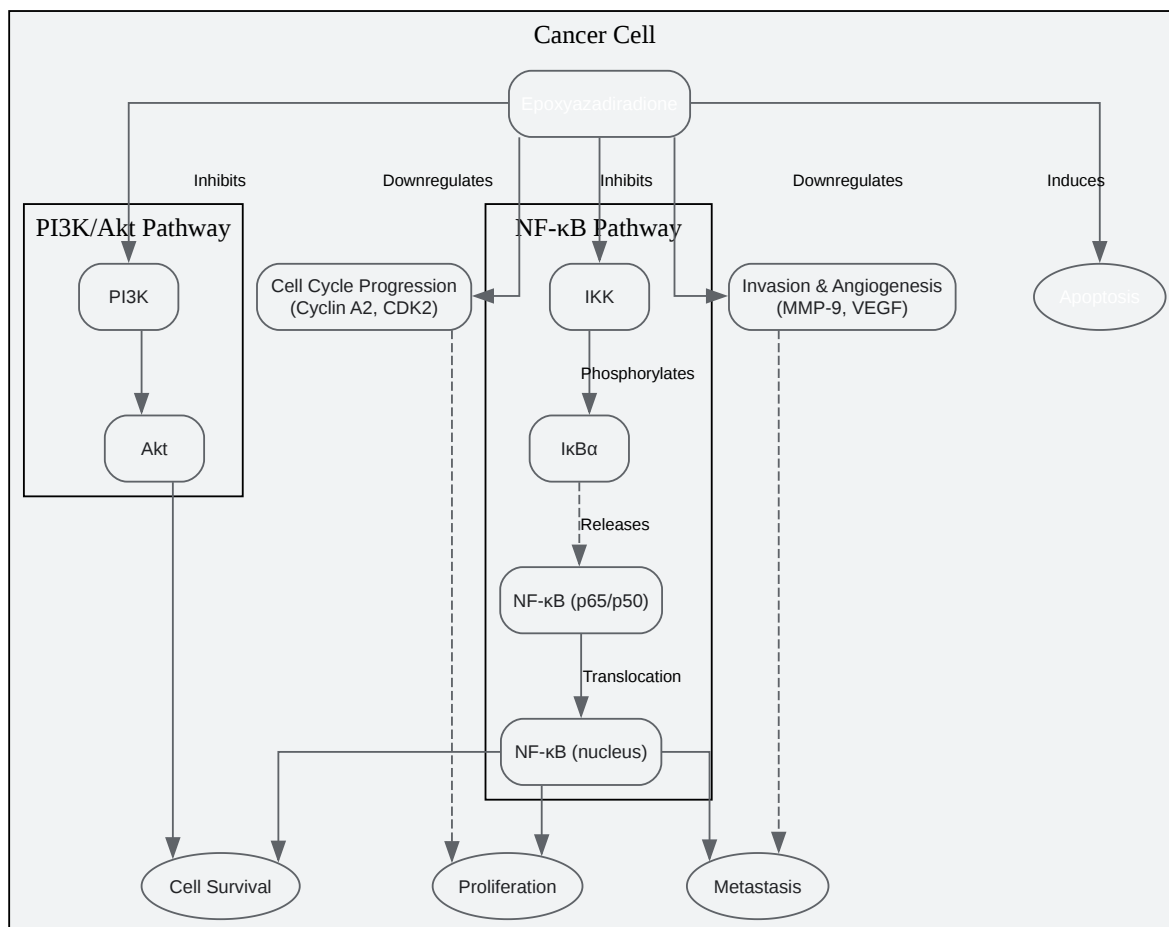 Cancer Cell
Epoxyazadiradione
Inhibits
Downregulates
Inhibits
Downregulates
Induces
PI3K/Akt Pathway
NF-κB Pathway
PI3K
Cell Cycle Progression
(Cyclin A2, CDK2)
IKK
Invasion & Angiogenesis
(MMP-9, VEGF)
Apoptosis
Phosphorylates
Akt
IκBα
Releases
NF-κB (p65/p50)
Translocation
NF-κB (nucleus)
Cell Survival
Proliferation
Metastasis